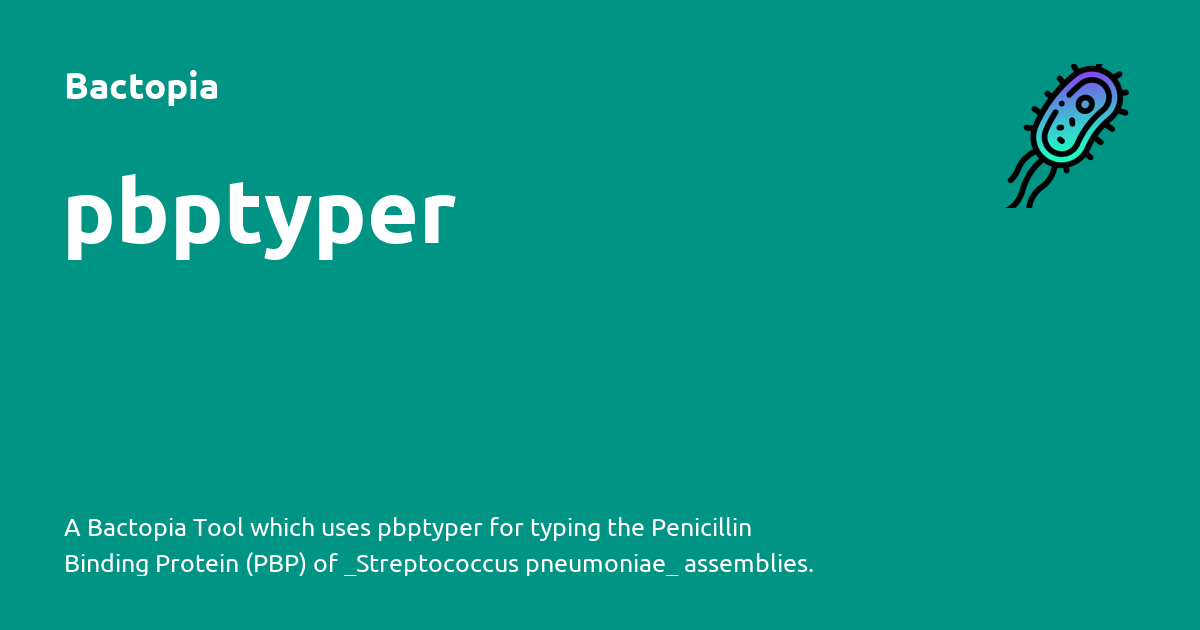 Bactopia
pbptyper
A Bactopia Tool which uses pbptyper for typing the Penicillin
Binding Protein (PBP) of _Streptococcus pneumoniae_ assemblies.